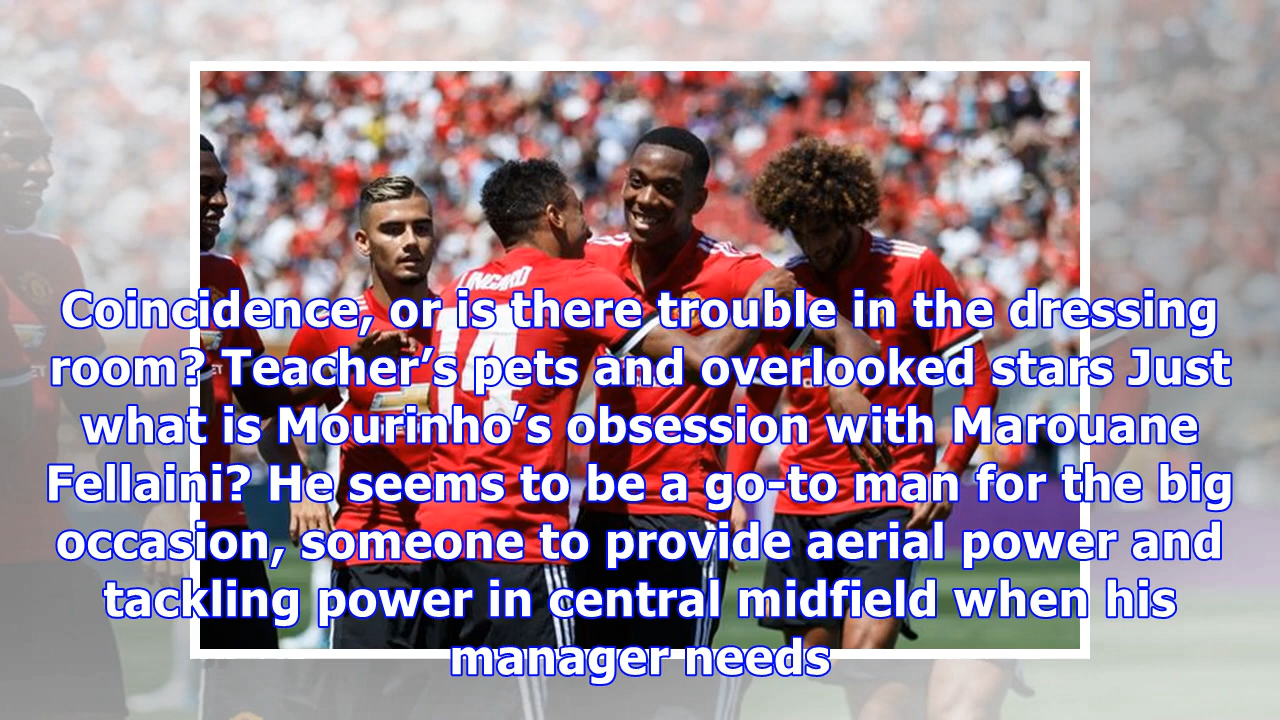 LINGARD
14
Coincidence, or is there trouble in the dressing
room? Teacher’s pets and overlooked stars Just
what is Mourinho’s obsession with Marouane
Fellaini? He seems to be a go-to man for the big
occasion, someone to provide aerial power and
tackling power in central midfield when his
manager needs